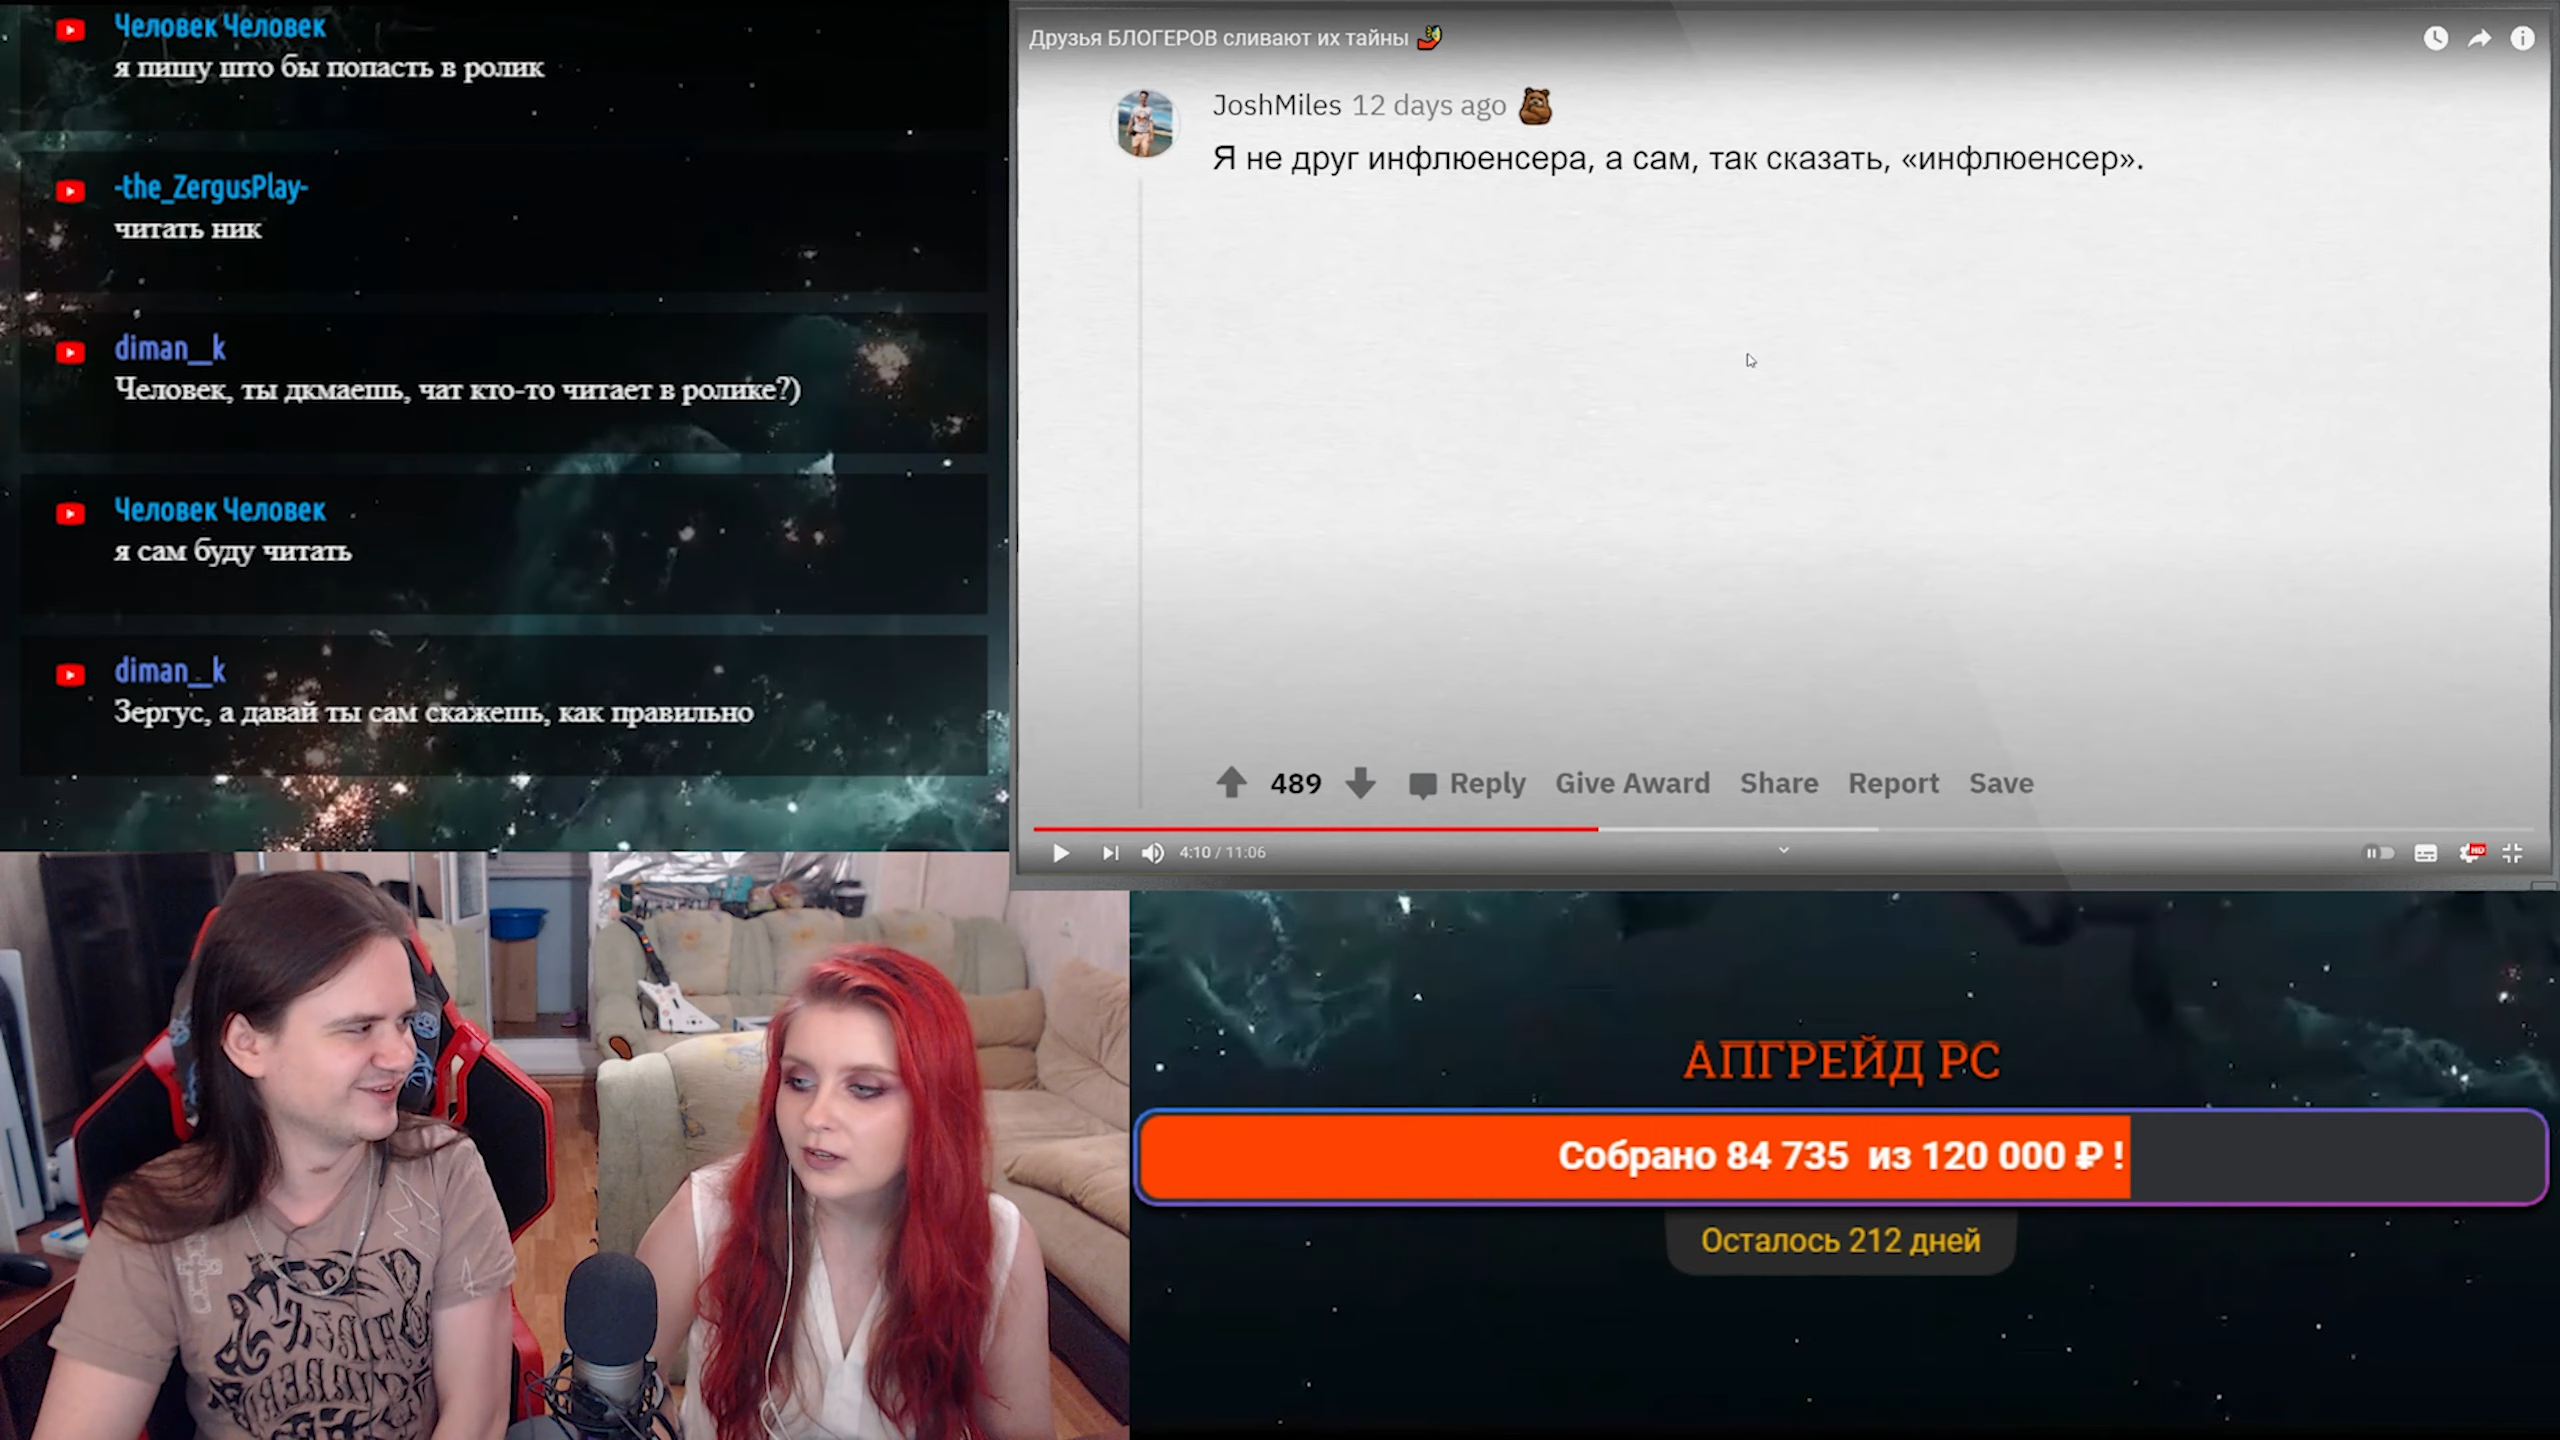 Человек Человек
я пишу што бы попасть в ролик
-the_ZergusPlay-
читать ник
diman__k
Человек, ты дкмаешь, чат кто-то читает в ролике?)
Человек Человек
я сам буду читать
diman__k
Зергус, а давай ты сам скажешь, как правильно
Друзья БЛОГЕРОВ сливают их тайны
JoshMiles 12 days ago
Я не друг инфлюенсера, а сам, так сказать, «инфлюенсер».
489 Reply Give Award Share Report Save
4:10 / 11:06
HD
АПГРЕЙД PC
Собрано 84 735 из 120 000 ₽ !
Осталось 212 дней